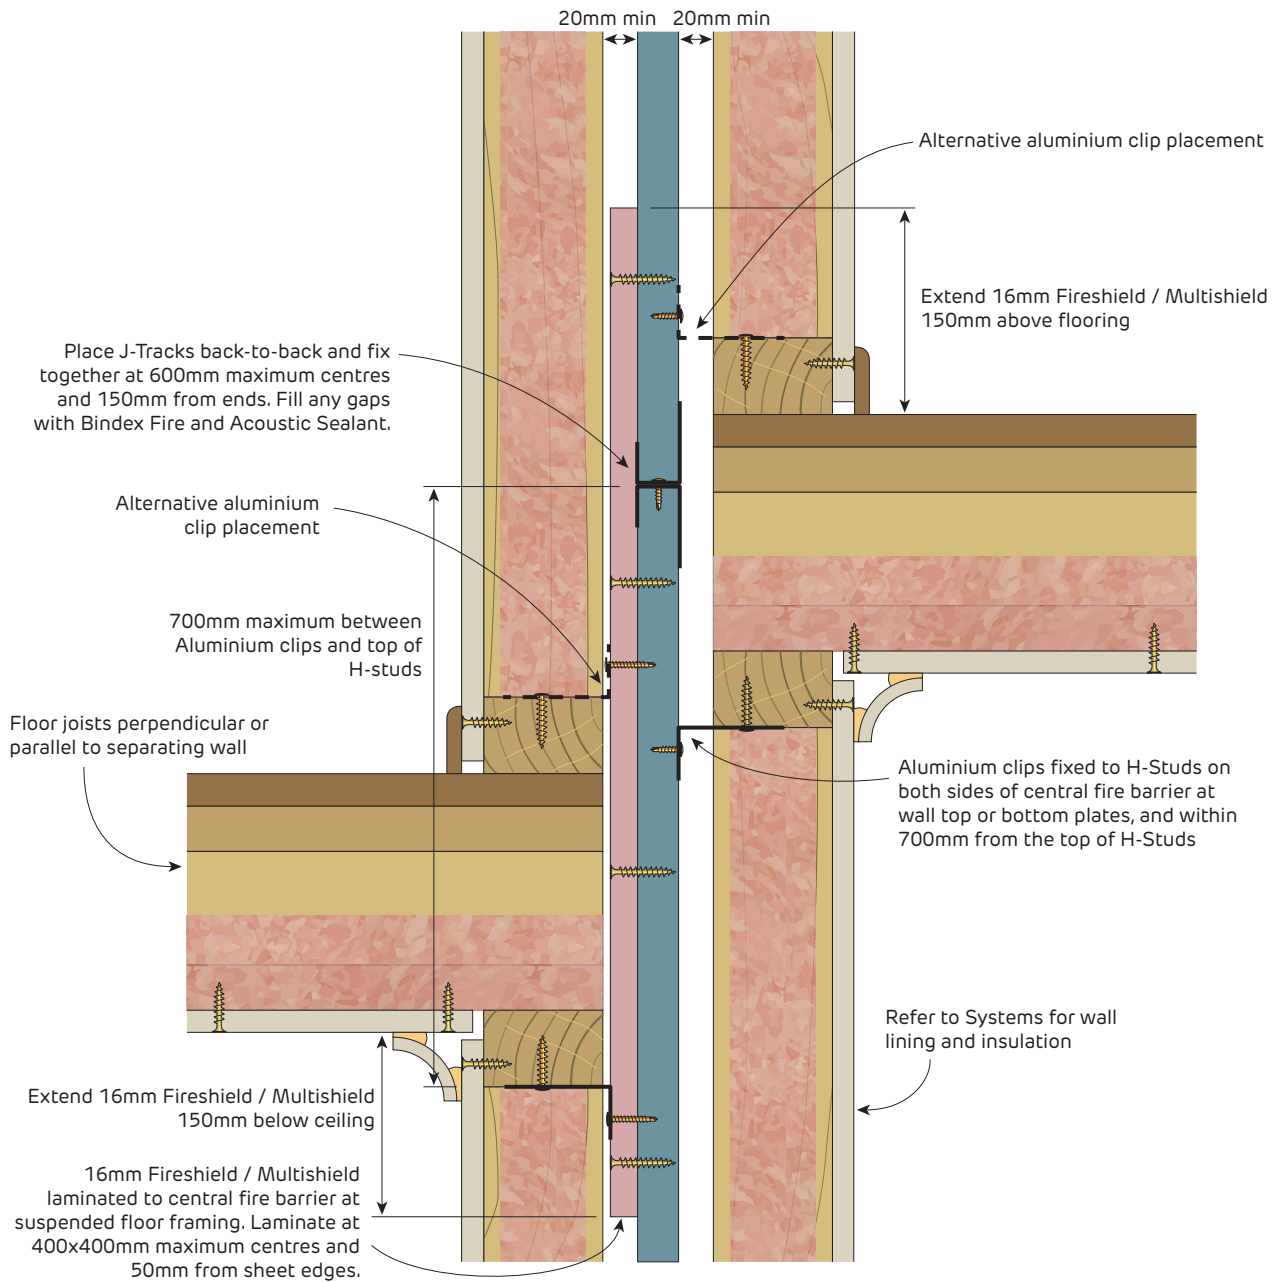 20mm min 20mm min
Alternative aluminium clip placement
Extend 16mm Fireshield / Multishield
150mm above flooring
Place J-Tracks back-to-back and fix
together at 600mm maximum centres
and 150mm from ends. Fill any gaps
with Bindex Fire and Acoustic Sealant.
Alternative aluminium
clip placement
700mm maximum between
Aluminium clips and top of
H-studs
Floor joists perpendicular or
parallel to separating wall
Aluminium clips fixed to H-Studs on
both sides of central fire barrier at
wall top or bottom plates, and within
700mm from the top of H-Studs
Refer to Systems for wall
lining and insulation
Extend 16mm Fireshield / Multishield
150mm below ceiling
16mm Fireshield / Multishield
laminated to central fire barrier at
suspended floor framing. Laminate at
400x400mm maximum centres and
50mm from sheet edges.